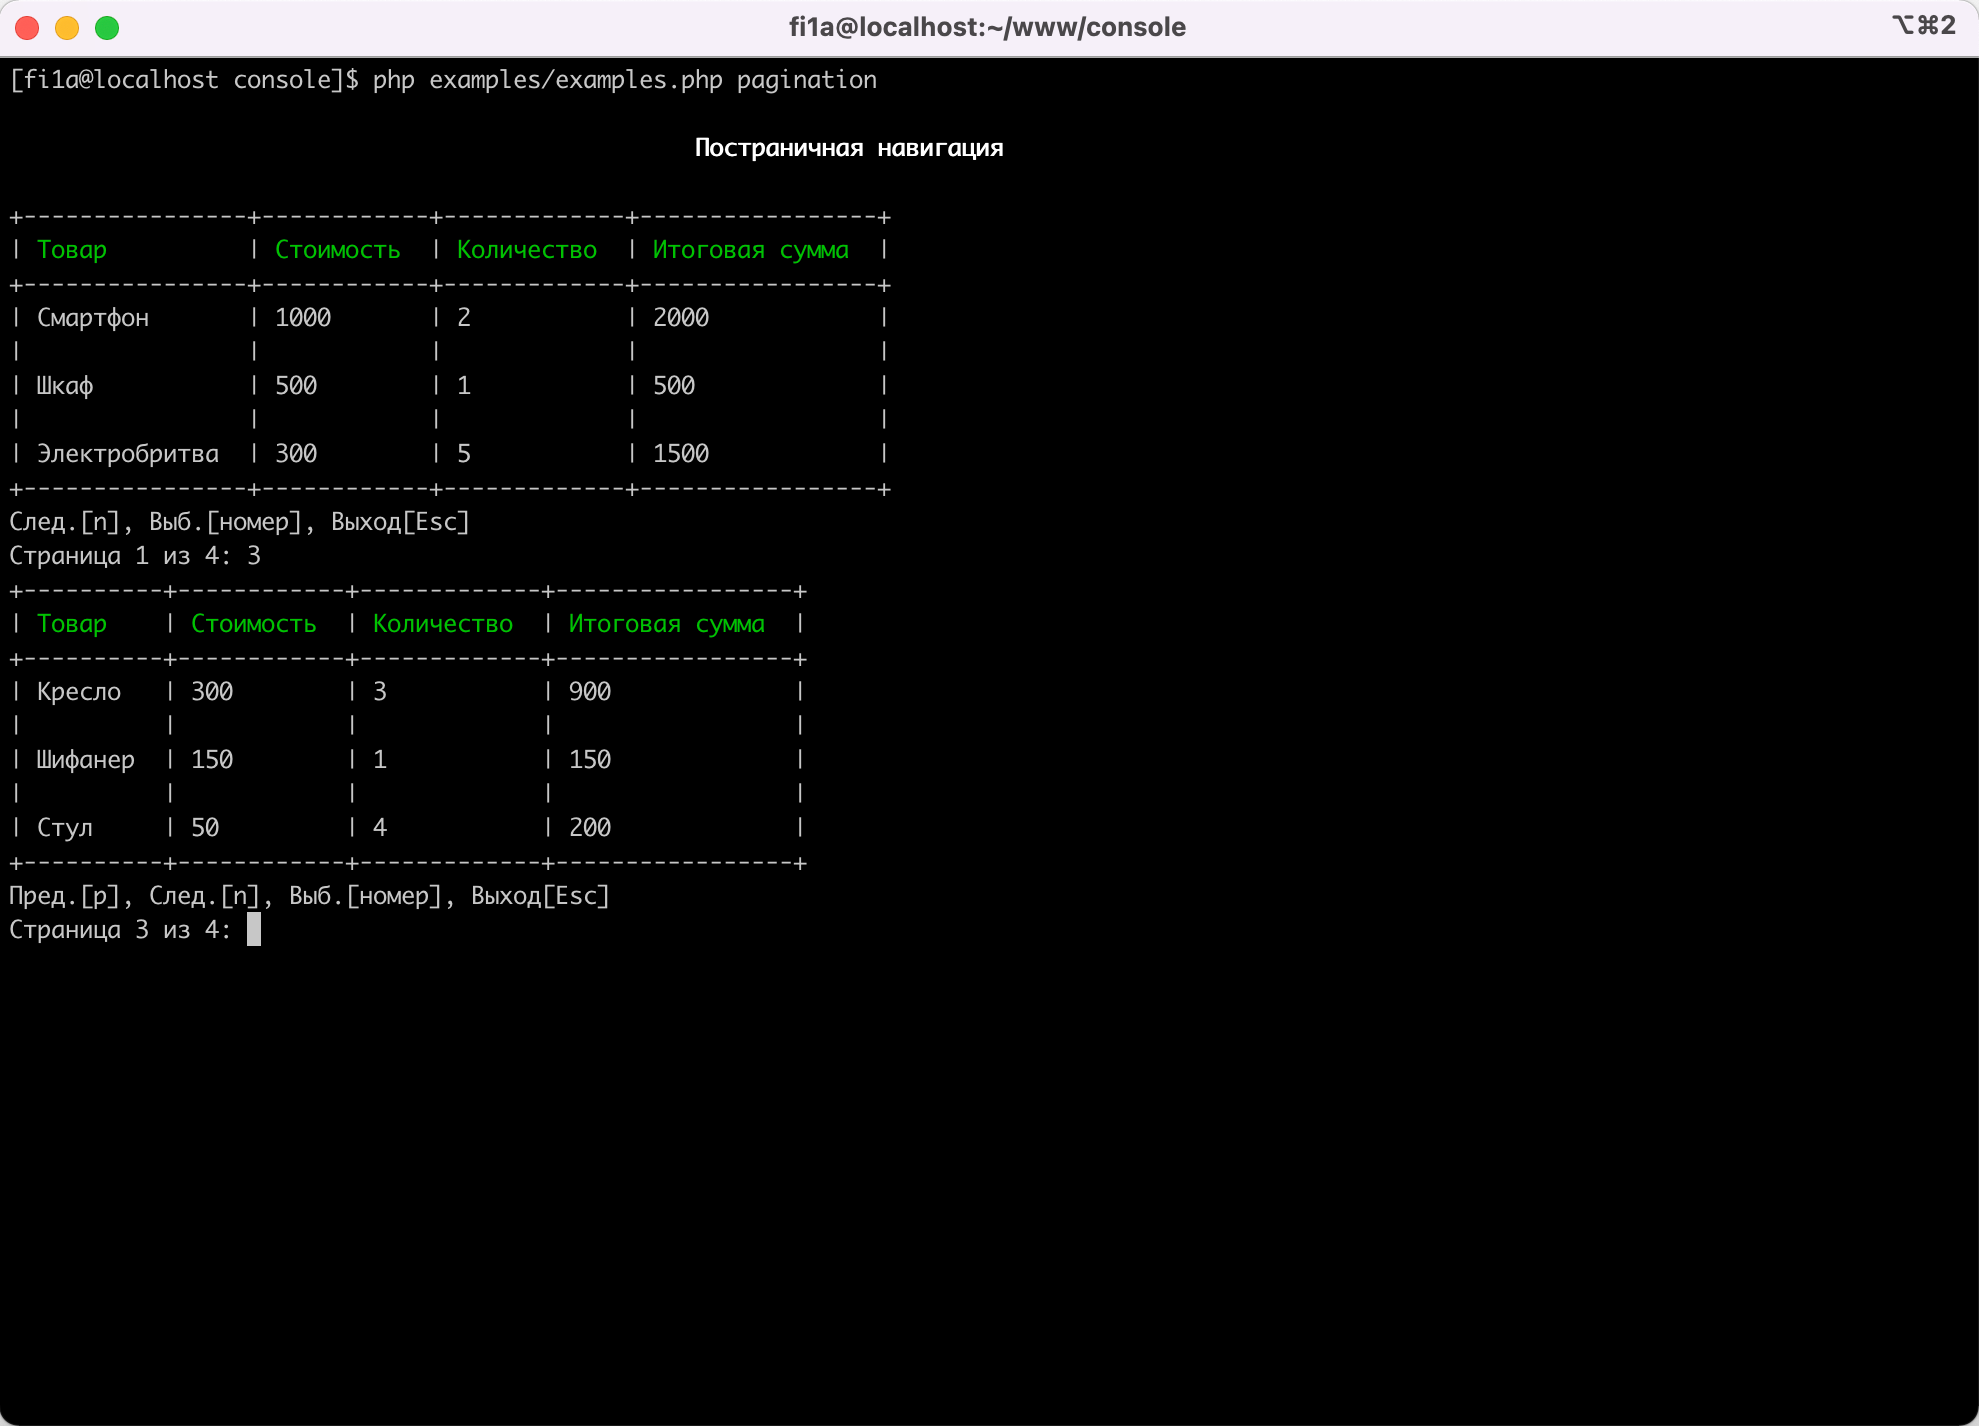 fi1a@localhost:~/www/console ⌥⌘2
[fi1a@localhost console]$ php examples/examples.php pagination
Постраничная навигация
+----------------+------------+-------------+-----------------+
| Товар          | Стоимость  | Количество  | Итоговая сумма  |
+----------------+------------+-------------+-----------------+
| Смартфон       | 1000       | 2           | 2000            |
|                |            |             |                 |
| Шкаф           | 500        | 1           | 500             |
|                |            |             |                 |
| Электробритва  | 300        | 5           | 1500            |
+----------------+------------+-------------+-----------------+
След.[n], Выб.[номер], Выход[Esc]
Страница 1 из 4: 3
+----------+------------+-------------+-----------------+
| Товар    | Стоимость  | Количество  | Итоговая сумма  |
+----------+------------+-------------+-----------------+
| Кресло   | 300        | 3           | 900             |
|          |            |             |                 |
| Шифанер  | 150        | 1           | 150             |
|          |            |             |                 |
| Стул     | 50         | 4           | 200             |
+----------+------------+-------------+-----------------+
Пред.[p], След.[n], Выб.[номер], Выход[Esc]
Страница 3 из 4: